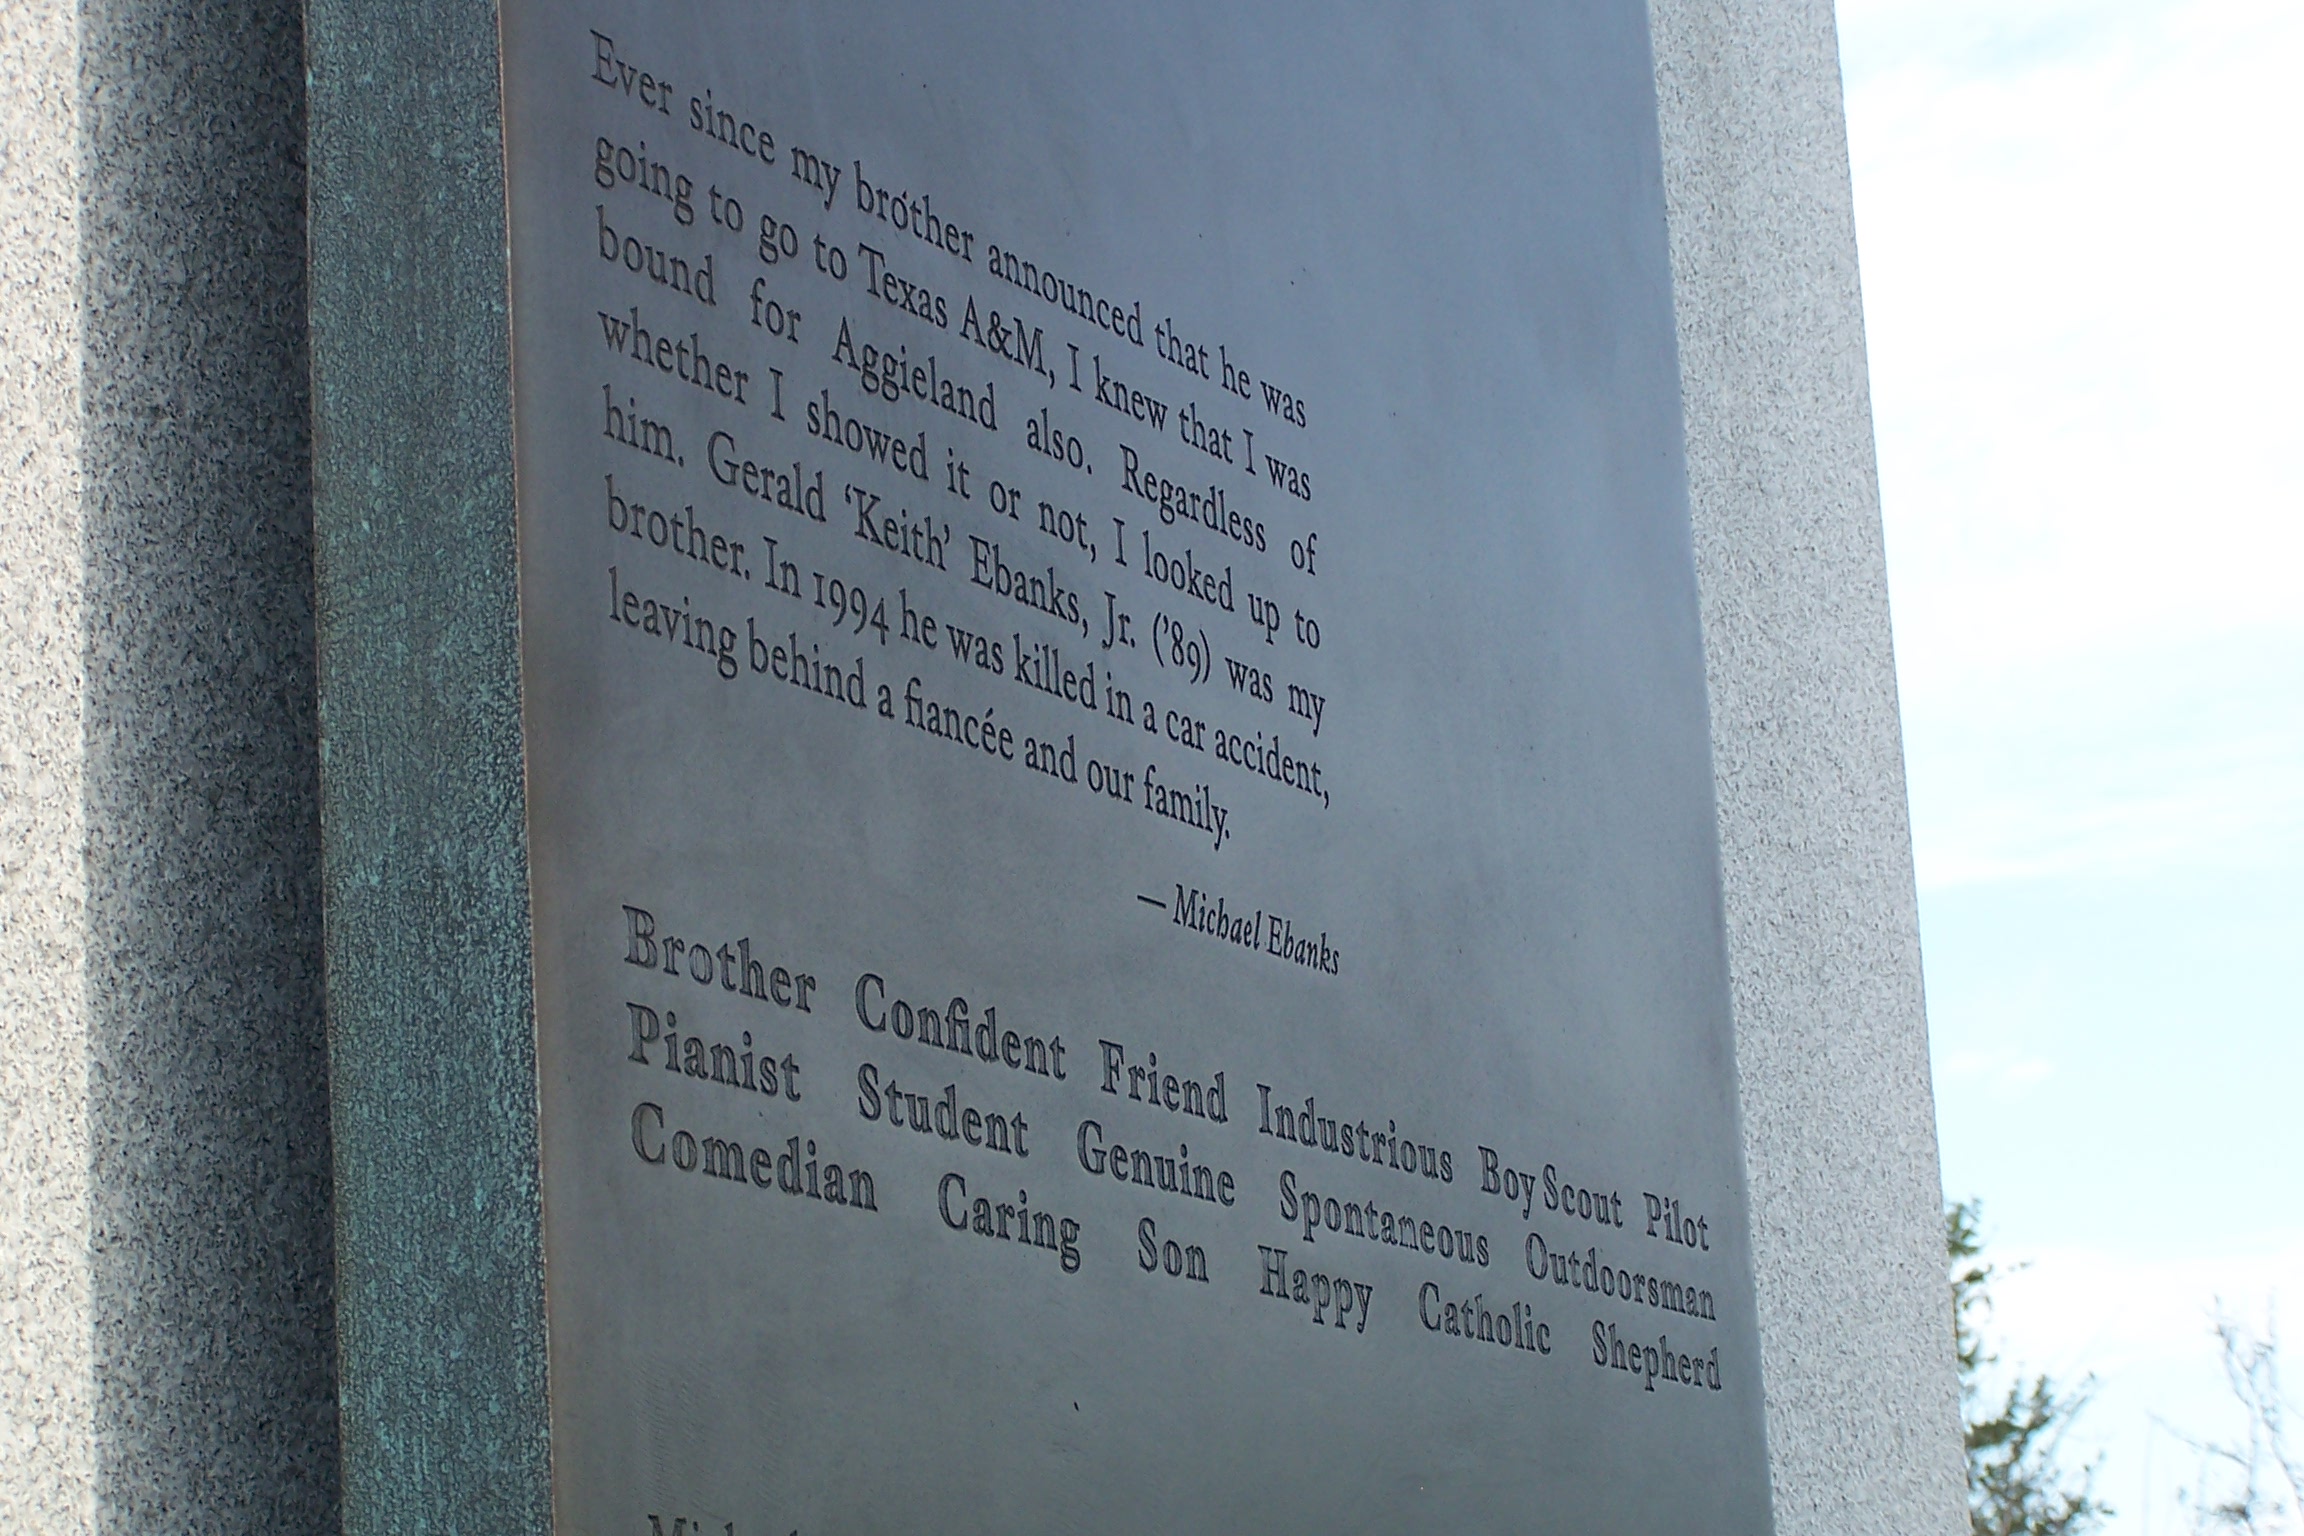 Ever since my brother announced that he was
going to go to Texas A&M, I knew that I was
bound for Aggieland also. Regardless of
whether I showed it or not, I looked up to
him. Gerald ‘Keith’ Ebanks, Jr. (’89) was my
brother. In 1994 he was killed in a car accident,
leaving behind a fiancée and our family.
— Michael Ebanks
Brother Confident Friend Industrious Boy Scout Pilot
Pianist Student Genuine Spontaneous Outdoorsman
Comedian Caring Son Happy Catholic Shepherd